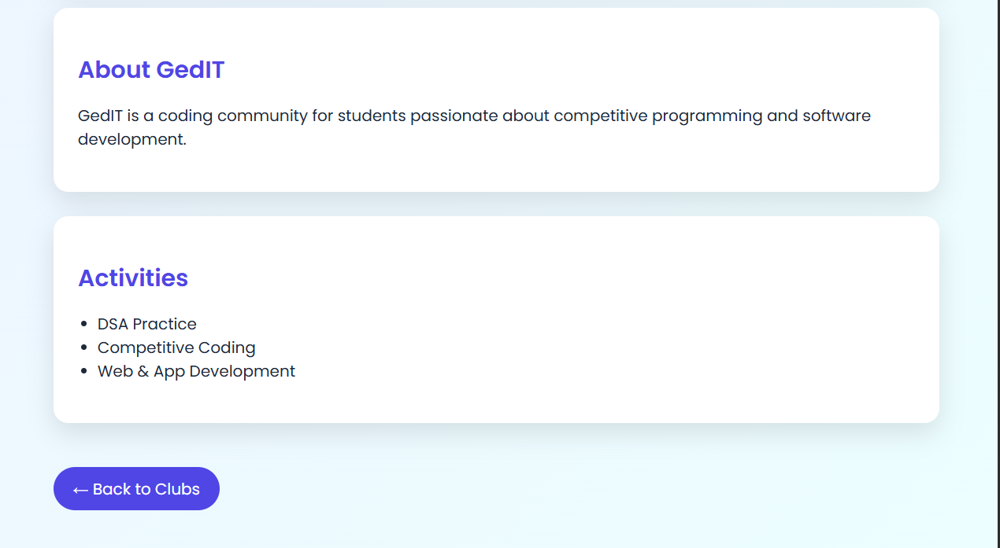 About GedIT
GedIT is a coding community for students passionate about competitive programming and software
development.
Activities
• DSA Practice
• Competitive Coding
• Web & App Development
← Back to Clubs